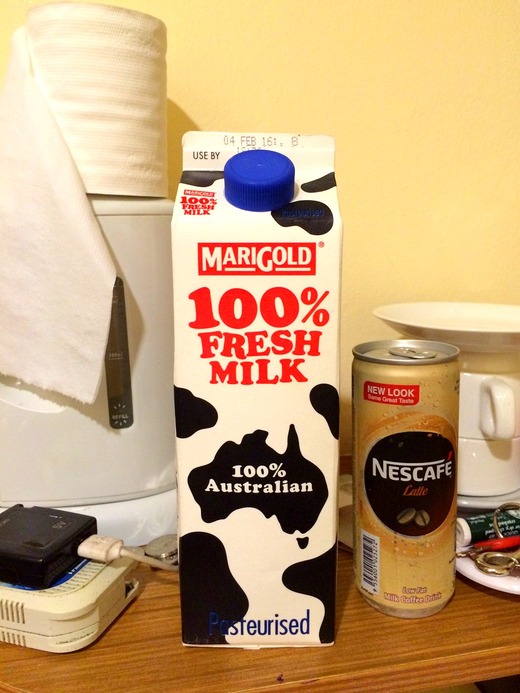 04 FEB 16:. B
USE BY
MARIGOLD
100%
FRESH
MILK
MARIGOLD®
100%
FRESH
MILK
100%
Australian
Pasteurised
NEW LOOK
Same Great Taste
NESCAFÉ
Latte
Low Fat
Milk Coffee Drink
REFILL